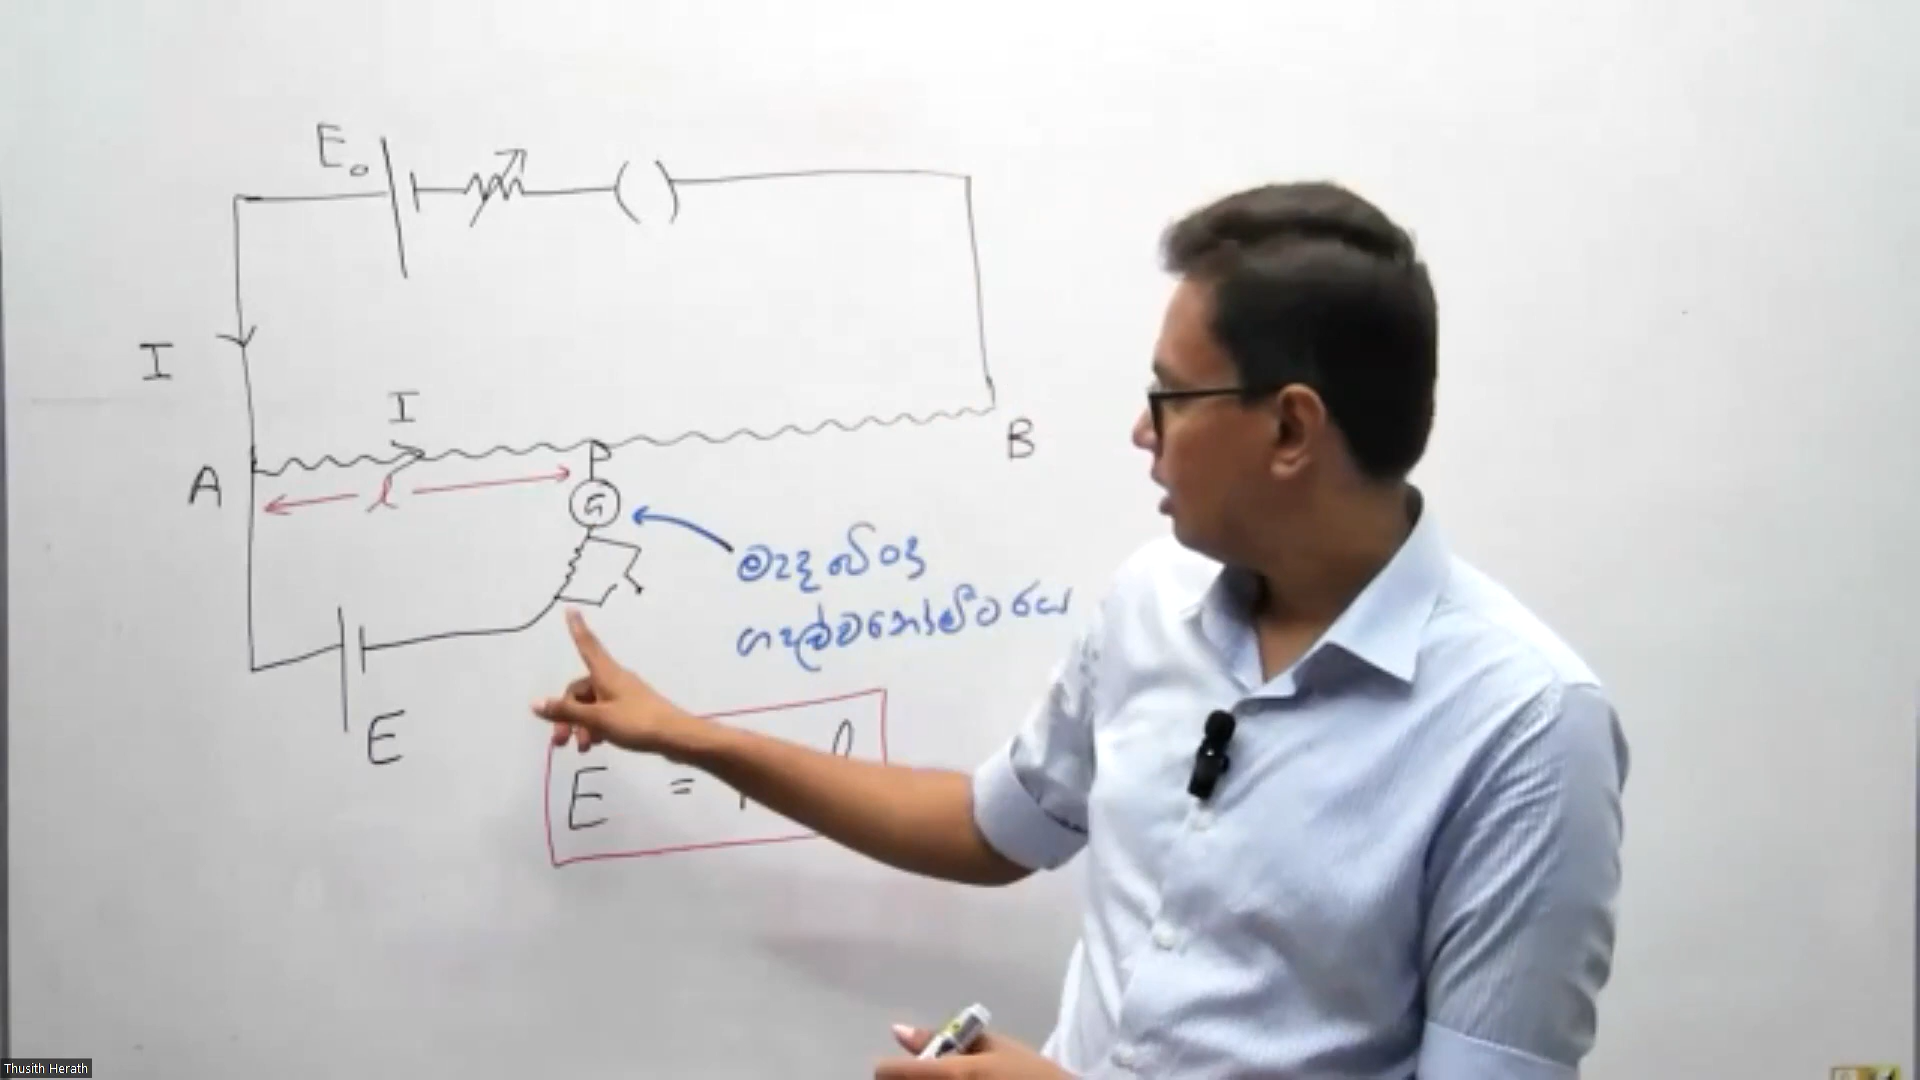 E₀
I
I
A
B
l
G
මැද බිංදු
ගැල්වනෝමීටරය
E
E =
l
Thusith Herath